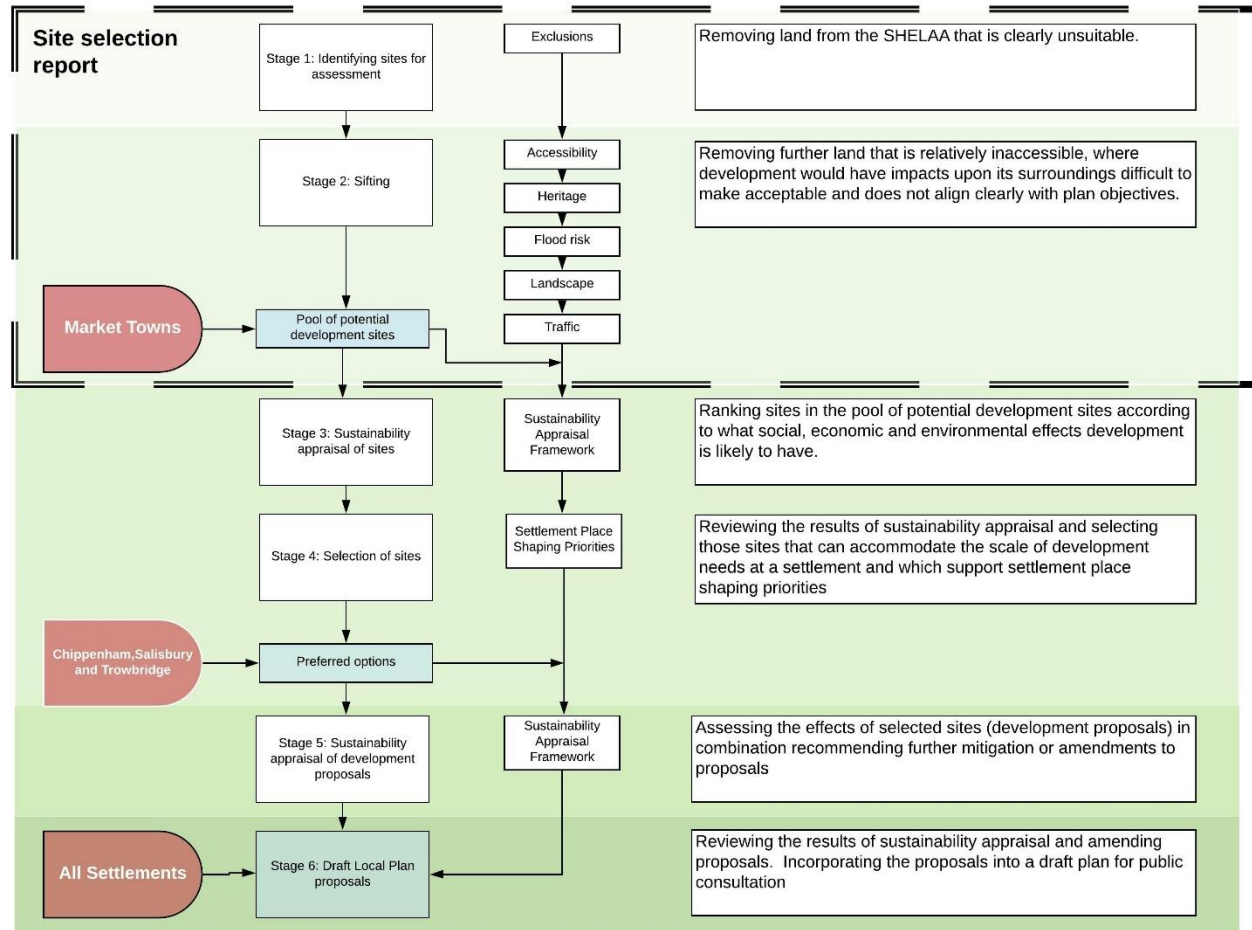 Site selection
report
Stage 1: Identifying sites for
assessment
Exclusions
Removing land from the SHELAA that is clearly unsuitable.
Stage 2: Sifting
Accessibility
Heritage
Flood risk
Landscape
Traffic
Removing further land that is relatively inaccessible, where
development would have impacts upon its surroundings difficult to
make acceptable and does not align clearly with plan objectives.
Market Towns
Pool of potential
development sites
Stage 3: Sustainability
appraisal of sites
Sustainability
Appraisal
Framework
Ranking sites in the pool of potential development sites according
to what social, economic and environmental effects development
is likely to have.
Stage 4: Selection of sites
Settlement Place
Shaping Priorities
Reviewing the results of sustainability appraisal and selecting
those sites that can accommodate the scale of development
needs at a settlement and which support settlement place
shaping priorities
Chippenham,Salisbury
and Trowbridge
Preferred options
Stage 5: Sustainability
appraisal of development
proposals
Sustainability
Appraisal
Framework
Assessing the effects of selected sites (development proposals) in
combination recommending further mitigation or amendments to
proposals
All Settlements
Stage 6: Draft Local Plan
proposals
Reviewing the results of sustainability appraisal and amending
proposals.  Incorporating the proposals into a draft plan for public
consultation